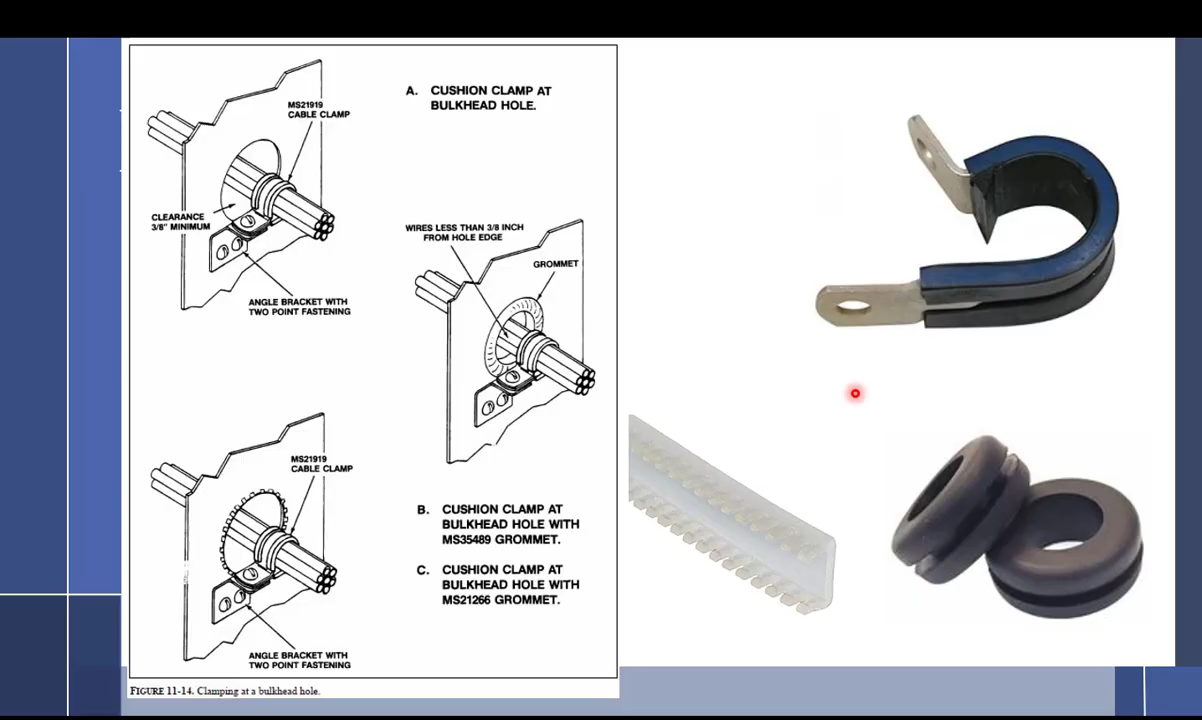 MS21919
CABLE CLAMP
CLEARANCE
3/8" MINIMUM
ANGLE BRACKET WITH
TWO POINT FASTENING
A. CUSHION CLAMP AT
BULKHEAD HOLE.
WIRES LESS THAN 3/8 INCH
FROM HOLE EDGE
GROMMET
MS21919
CABLE CLAMP
ANGLE BRACKET WITH
TWO POINT FASTENING
B. CUSHION CLAMP AT
BULKHEAD HOLE WITH
MS35489 GROMMET.
C. CUSHION CLAMP AT
BULKHEAD HOLE WITH
MS21266 GROMMET.
FIGURE 11-14. Clamping at a bulkhead hole.